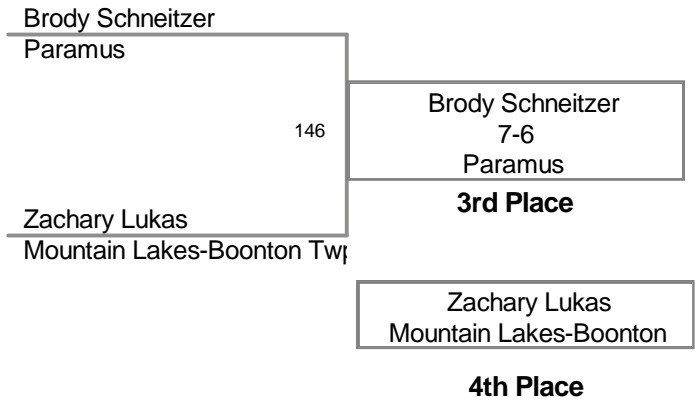 Brody Schneitzer
Paramus
146
Brody Schneitzer
7-6
Paramus
3rd Place
Zachary Lukas
Mountain Lakes-Boonton Twp
Zachary Lukas
Mountain Lakes-Boonton
4th Place